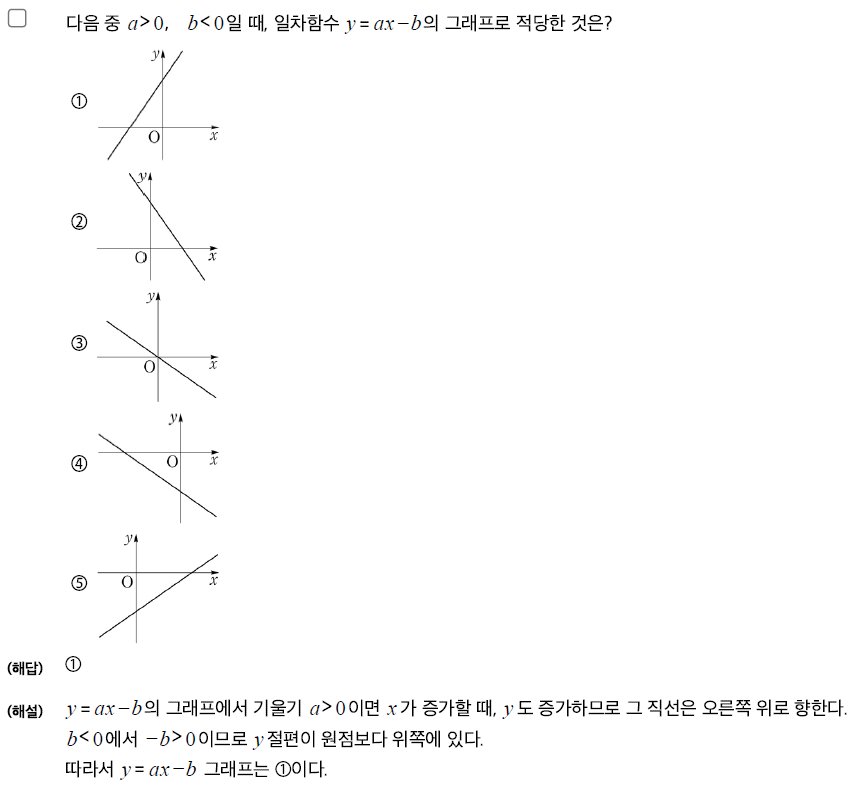 다음 중 a>0, b<0일 때, 일차함수 y=ax-b의 그래프로 적당한 것은?
①
y
O
x
②
y
O
x
③
y
O
x
④
y
O
x
⑤
y
O
x
(해답) ①
(해설) y=ax-b의 그래프에서 기울기 a>0이면 x가 증가할 때, y도 증가하므로 그 직선은 오른쪽 위로 향한다.
b<0에서 -b>0이므로 y절편이 원점보다 위쪽에 있다.
따라서 y=ax-b 그래프는 ①이다.